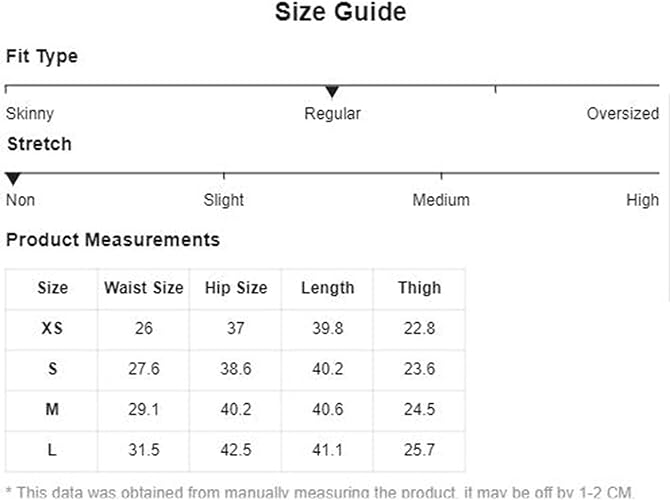 Size Guide
Fit Type
Skinny Regular Oversized
Stretch
Non Slight Medium High
Product Measurements
Size Waist Size Hip Size Length Thigh
XS 26 37 39.8 22.8
S 27.6 38.6 40.2 23.6
M 29.1 40.2 40.6 24.5
L 31.5 42.5 41.1 25.7
* This data was obtained from manually measuring the product, it may be off by 1-2 CM.